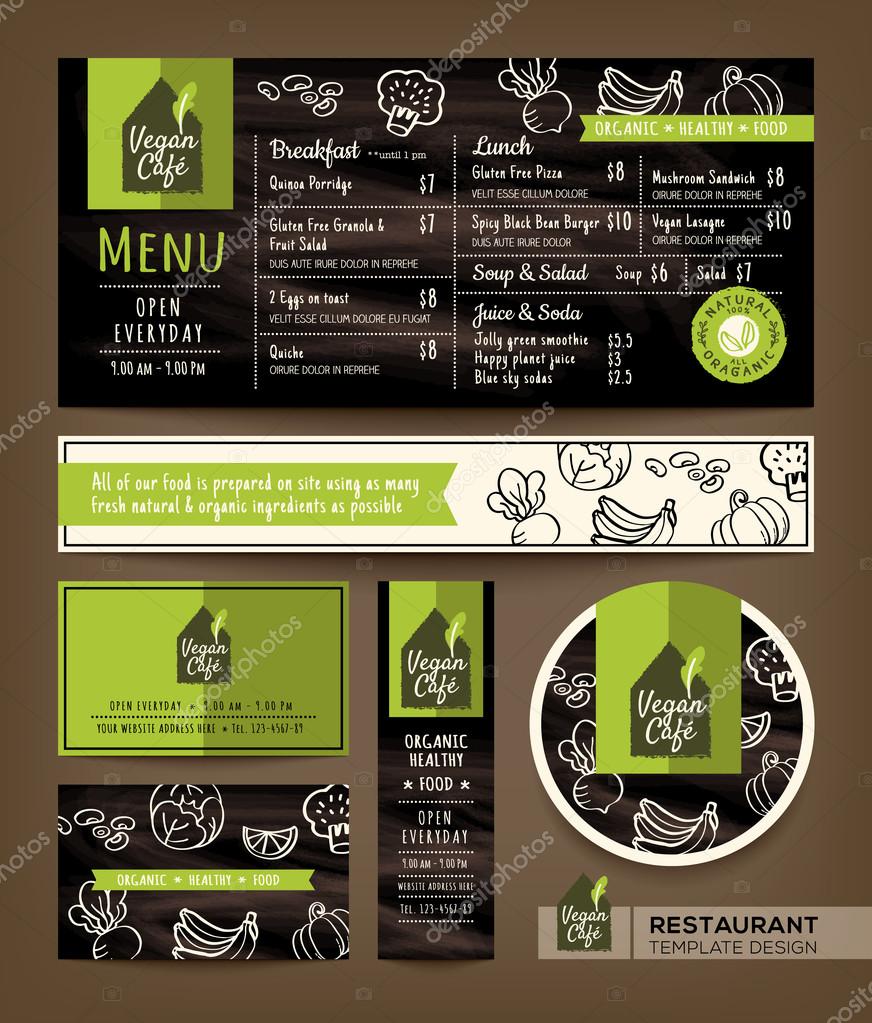 Vegan
Café
MENU
OPEN
EVERYDAY
9.00 AM - 9.00 PM
Breakfast **until 1 pm
Quinoa Porridge $7
Gluten Free Granola & $7
Fruit Salad
DUIS AUTE IRURE DOLOR IN REPREHE
2 Eggs on toast $8
VELIT ESSE CILLUM DOLORE EU FUGIAT
Quiche $8
OIRURE DOLOR IN REPREHE
ORGANIC * HEALTHY * FOOD
Lunch
Gluten Free Pizza $8
VELIT ESSE CILLUM DOLORE
Mushroom Sandwich $8
OIRURE DOLOR IN REPREHE
Spicy Black Bean Burger $10
DUIS AUTE IRURE DOLOR
Vegan Lasagne $10
OIRURE DOLOR IN REPREHE
Soup & Salad Soup $6 Salad $7
Juice & Soda
Jolly green smoothie $5.5
Happy planet juice $3
Blue sky sodas $2.5
NATURAL
100%
ALL
ORAGANIC
All of our food is prepared on site using as many
fresh natural & organic ingredients as possible
Vegan
Café
OPEN EVERYDAY * 9.00 AM - 9.00 PM
YOUR WEBSITE ADDRESS HERE * TEL. 123-4567-89
Vegan
Café
ORGANIC
HEALTHY
* FOOD *
OPEN
EVERYDAY
9.00 AM - 9.00 PM
WEBSITE ADDRESS HERE
TEL. 123-4567-89
Vegan
Café
ORGANIC * HEALTHY * FOOD
Vegan
Café
RESTAURANT
TEMPLATE DESIGN
depositphotos